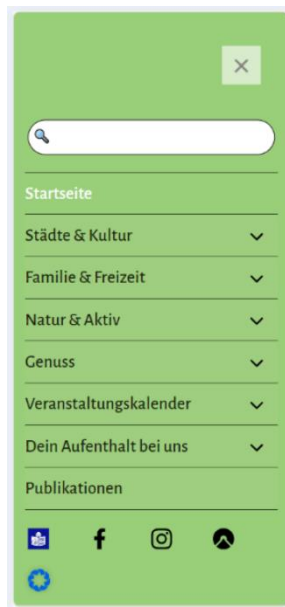 Startseite
Städte & Kultur
Familie & Freizeit
Natur & Aktiv
Genuss
Veranstaltungskalender
Dein Aufenthalt bei uns
Publikationen